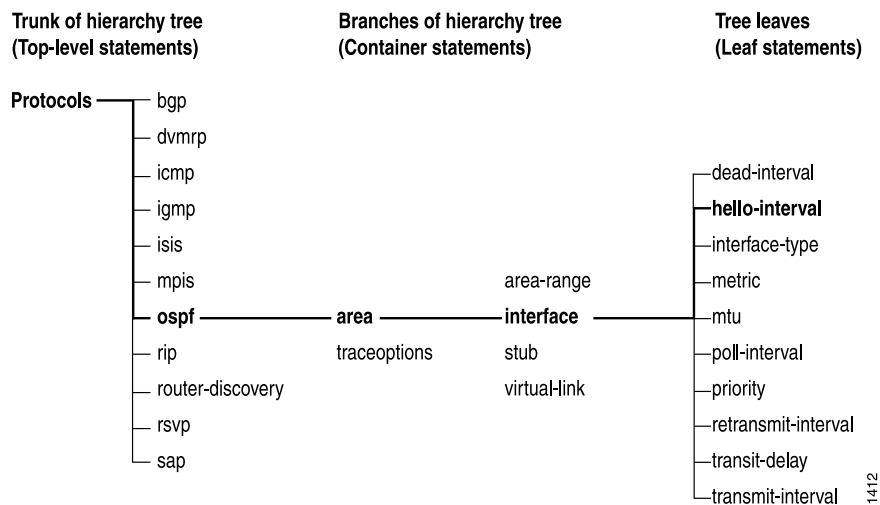 Trunk of hierarchy tree
(Top-level statements)
Branches of hierarchy tree
(Container statements)
Tree leaves
(Leaf statements)
Protocols
bgp
dvmrp
icmp
igmp
isis
mpis
ospf
rip
router-discovery
rsvp
sap
area
traceoptions
area-range
interface
stub
virtual-link
dead-interval
hello-interval
interface-type
metric
mtu
poll-interval
priority
retransmit-interval
transit-delay
transmit-interval
1412